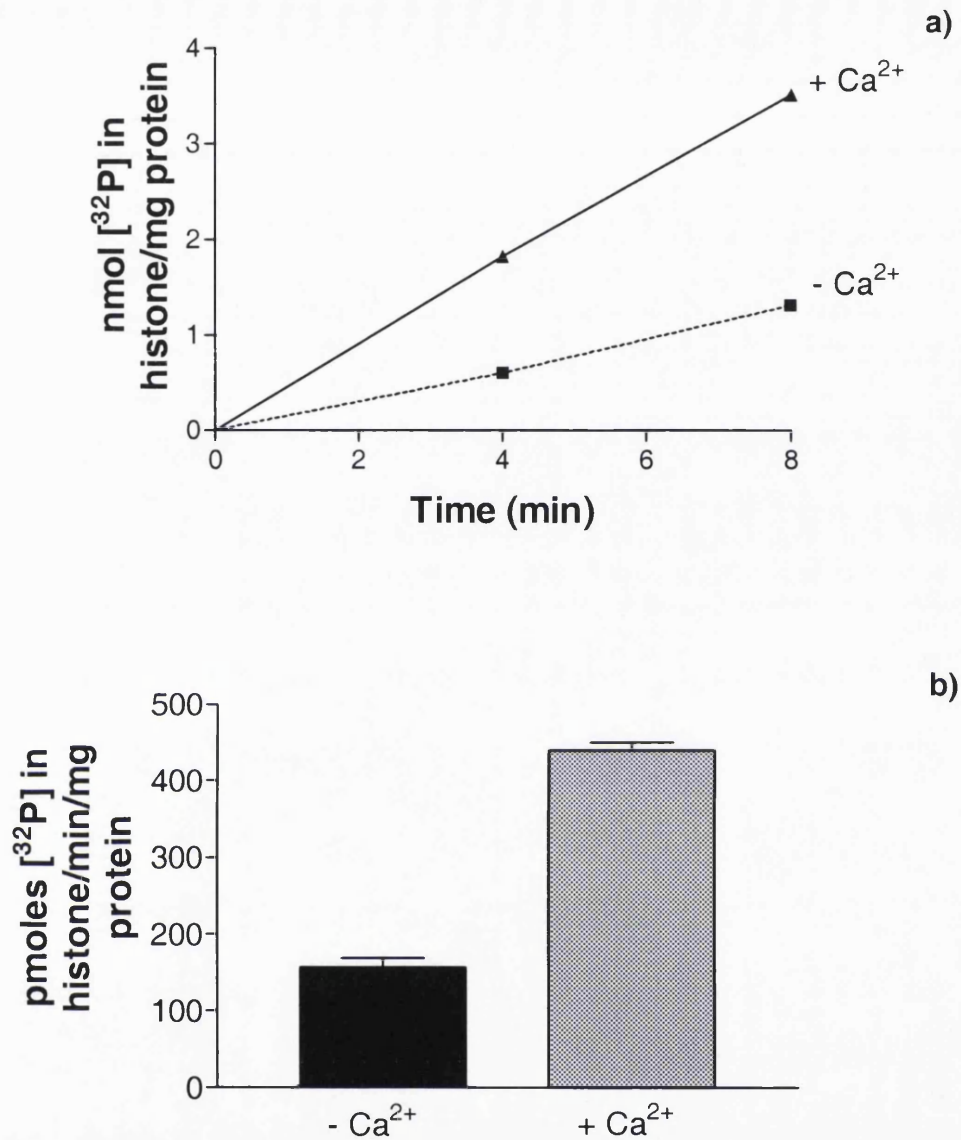 a)
4
3
2
1
0
nmol [³²P] in
histone/mg protein
+ Ca²⁺
- Ca²⁺
0 2 4 6 8
Time (min)
b)
500
400
300
200
100
0
pmoles [³²P] in
histone/min/mg
protein
- Ca²⁺ + Ca²⁺